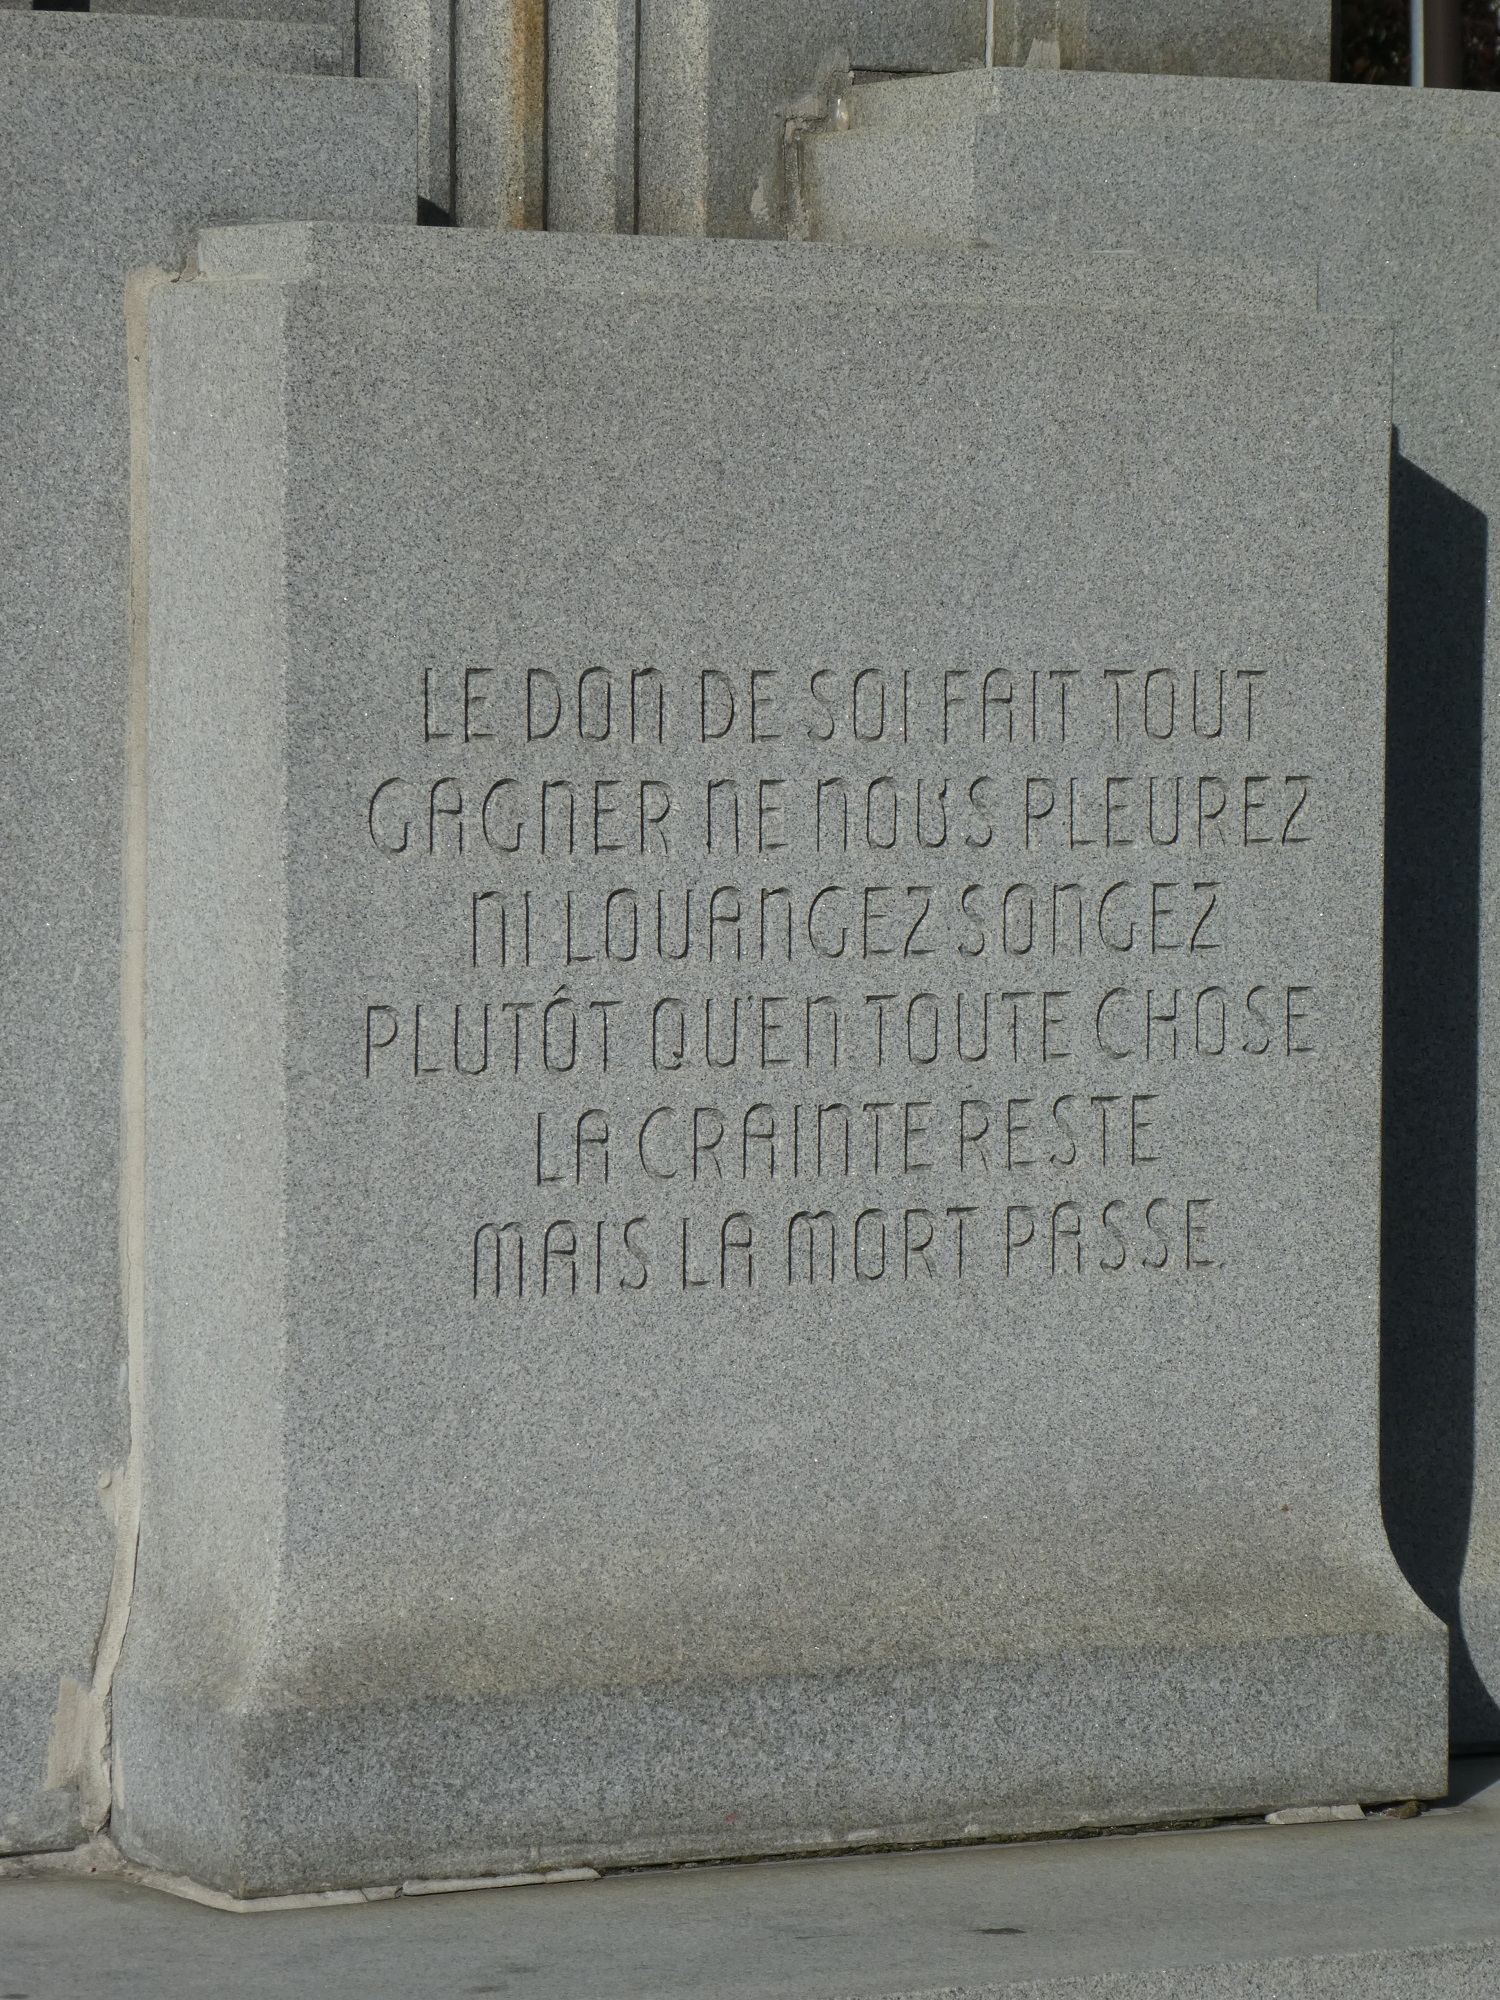 LE DON DE SOI FAIT TOUT
GAGNER NE NOUS PLEUREZ
NI LOUANGEZ SONGEZ
PLUTÔT QU'EN TOUTE CHOSE
LA CRAINTE RESTE
MAIS LA MORT PASSE.